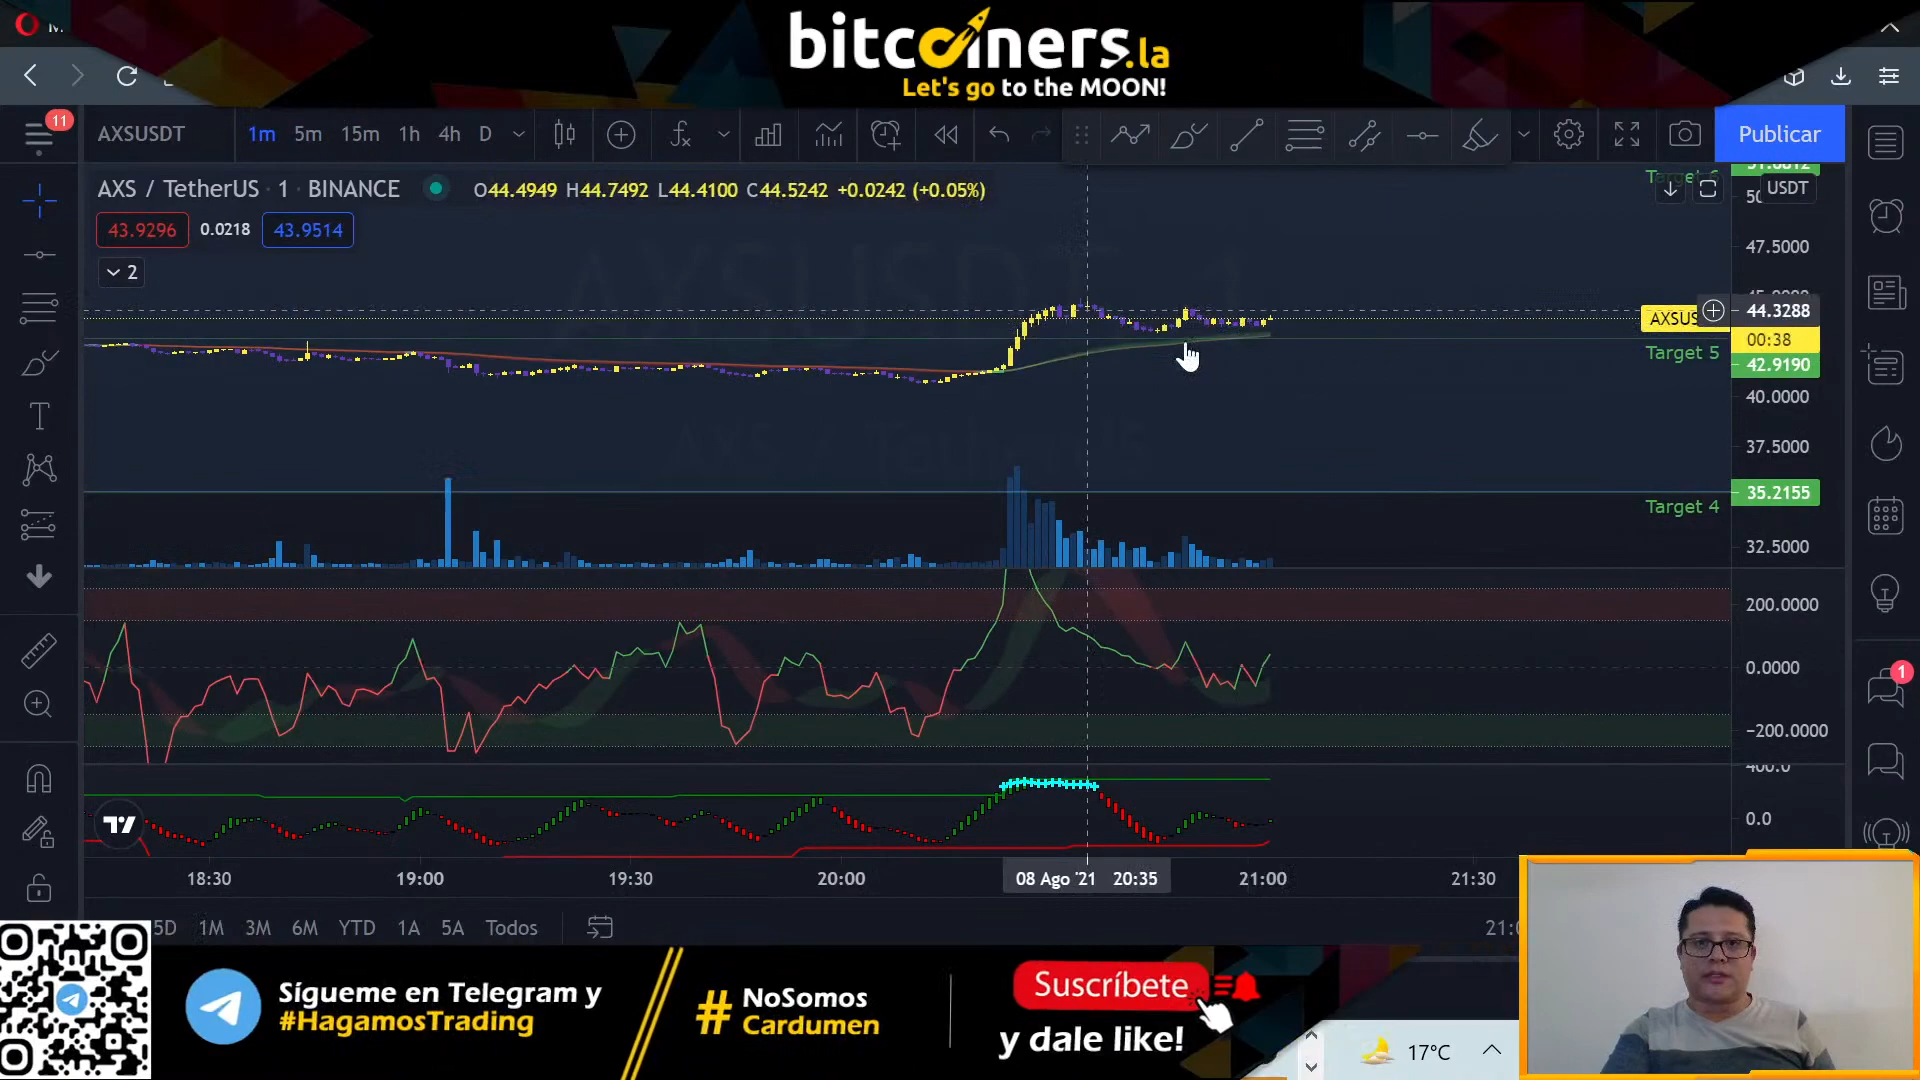 bitcoiners.la
Let's go to the MOON!
11
AXSUSDT
1m 5m 15m 1h 4h D
Publicar
AXS / TetherUS · 1 · BINANCE
O44.4949 H44.7492 L44.4100 C44.5242 +0.0242 (+0.05%)
43.9296 0.0218 43.9514
2
USDT
47.5000
44.3288
00:38
Target 5
42.9190
40.0000
37.5000
35.2155
Target 4
32.5000
200.0000
0.0000
-200.0000
400.0
0.0
1
18:30 19:00 19:30 20:00 08 Ago '21 20:35 21:00 21:30
5D 1M 3M 6M YTD 1A 5A Todos
Sígueme en Telegram y
#HagamosTrading
# NoSomos
Cardumen
Suscríbete
y dale like!
17°C